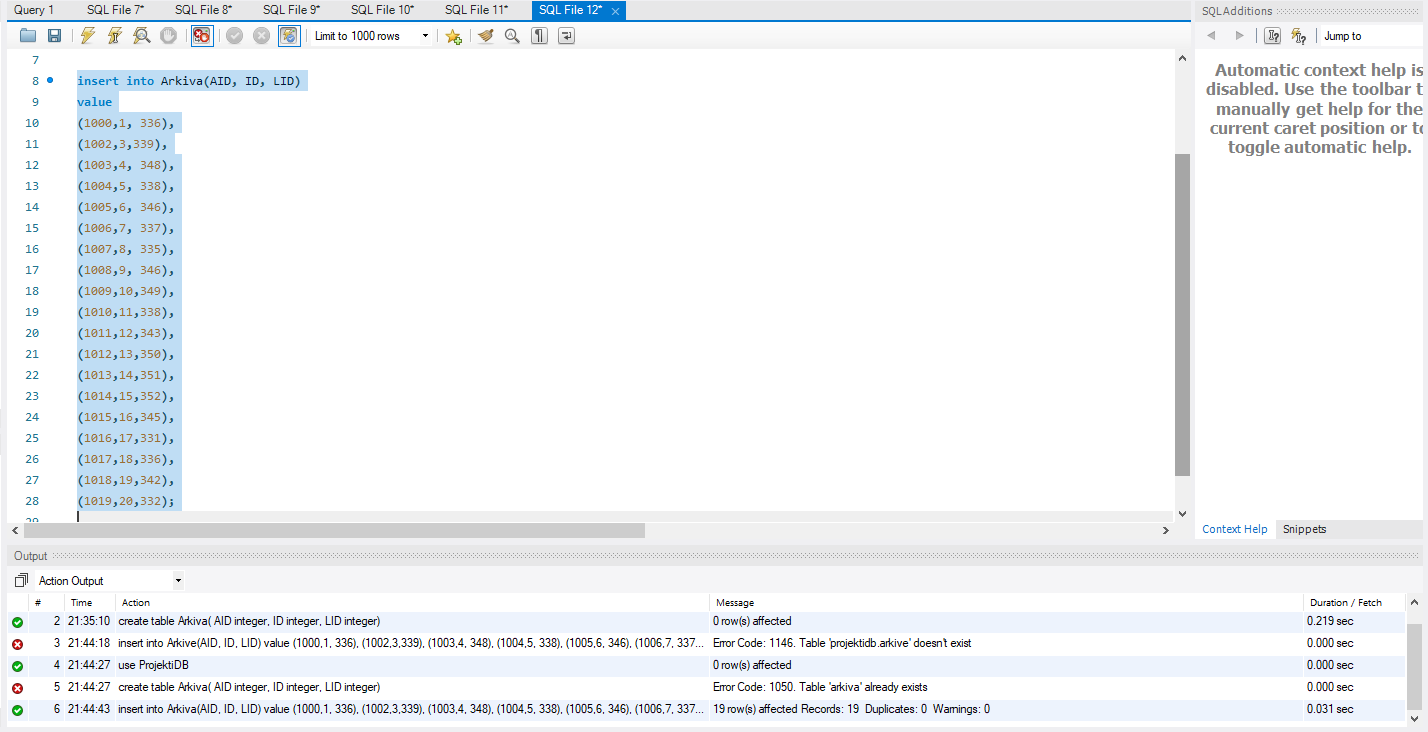 Query 1 SQL File 7* SQL File 8* SQL File 9* SQL File 10* SQL File 11* SQL File 12*
Limit to 1000 rows
7
8 insert into Arkiva(AID, ID, LID)
9 value
10 (1000,1, 336),
11 (1002,3,339),
12 (1003,4, 348),
13 (1004,5, 338),
14 (1005,6, 346),
15 (1006,7, 337),
16 (1007,8, 335),
17 (1008,9, 346),
18 (1009,10,349),
19 (1010,11,338),
20 (1011,12,343),
21 (1012,13,350),
22 (1013,14,351),
23 (1014,15,352),
24 (1015,16,345),
25 (1016,17,331),
26 (1017,18,336),
27 (1018,19,342),
28 (1019,20,332);
29
SQLAdditions
Jump to
Automatic context help is
disabled. Use the toolbar t
manually get help for the
current caret position or to
toggle automatic help.
Context Help Snippets
Output
Action Output
# Time Action Message Duration / Fetch
2 21:35:10 create table Arkiva( AID integer, ID integer, LID integer) 0 row(s) affected 0.219 sec
3 21:44:18 insert into Arkive(AID, ID, LID) value (1000,1, 336), (1002,3,339), (1003,4, 348), (1004,5, 338), (1005,6, 346), (1006,7, 337... Error Code: 1146. Table 'projektidb.arkive' doesn't exist 0.000 sec
4 21:44:27 use ProjektiDB 0 row(s) affected 0.000 sec
5 21:44:27 create table Arkiva( AID integer, ID integer, LID integer) Error Code: 1050. Table 'arkiva' already exists 0.000 sec
6 21:44:43 insert into Arkiva(AID, ID, LID) value (1000,1, 336), (1002,3,339), (1003,4, 348), (1004,5, 338), (1005,6, 346), (1006,7, 337... 19 row(s) affected Records: 19 Duplicates: 0 Warnings: 0 0.031 sec